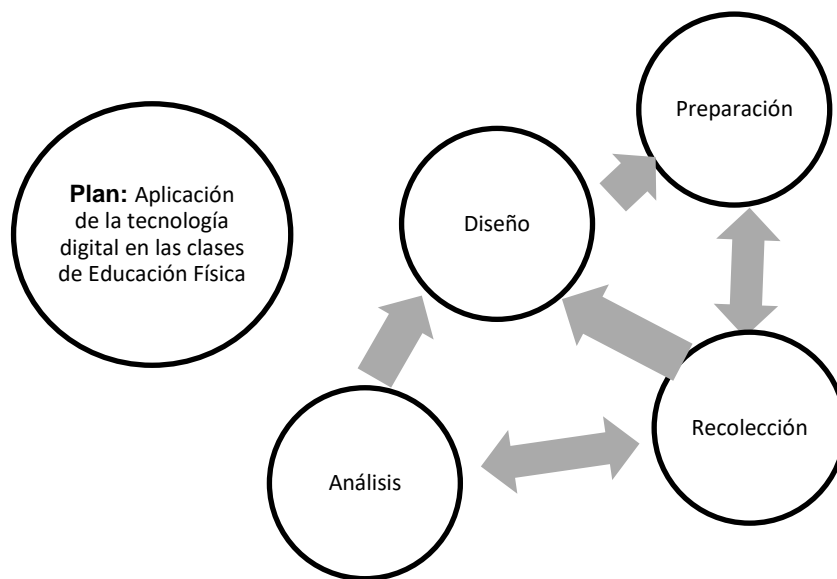 Plan: Aplicación
de la tecnología
digital en las clases
de Educación Física
Diseño
Preparación
Análisis
Recolección